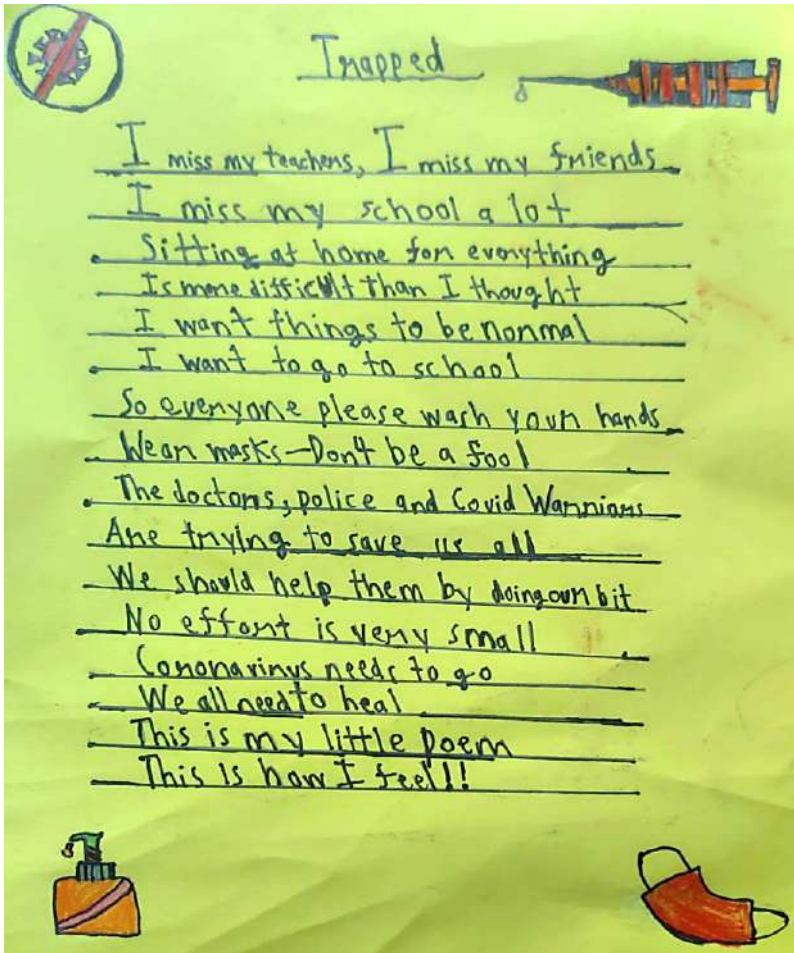 Trapped
I miss my teachers, I miss my friends
I miss my school a lot
Sitting at home for everything
Is more difficult than I thought
I want things to be normal
I want to go to school
So everyone please wash your hands
Wear masks-Don't be a fool
The doctors, police and Covid Warriors
Are trying to save us all
We should help them by doing our bit
No effort is very small
Coronavirus needs to go
We all need to heal
This is my little poem
This is how I feel!!